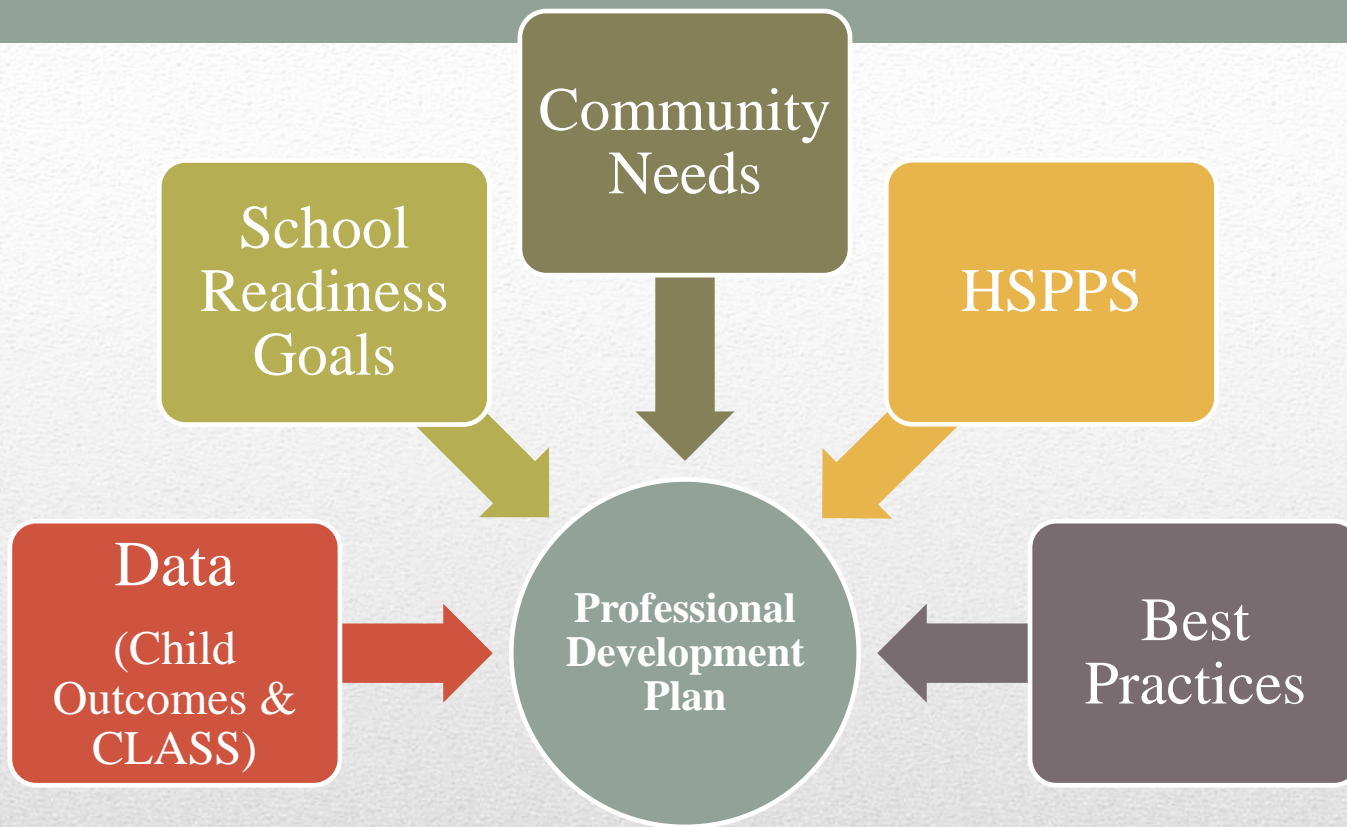 Community
Needs
School
Readiness
Goals
HSPPS
Data
(Child
Outcomes &
CLASS)
Professional
Development
Plan
Best
Practices